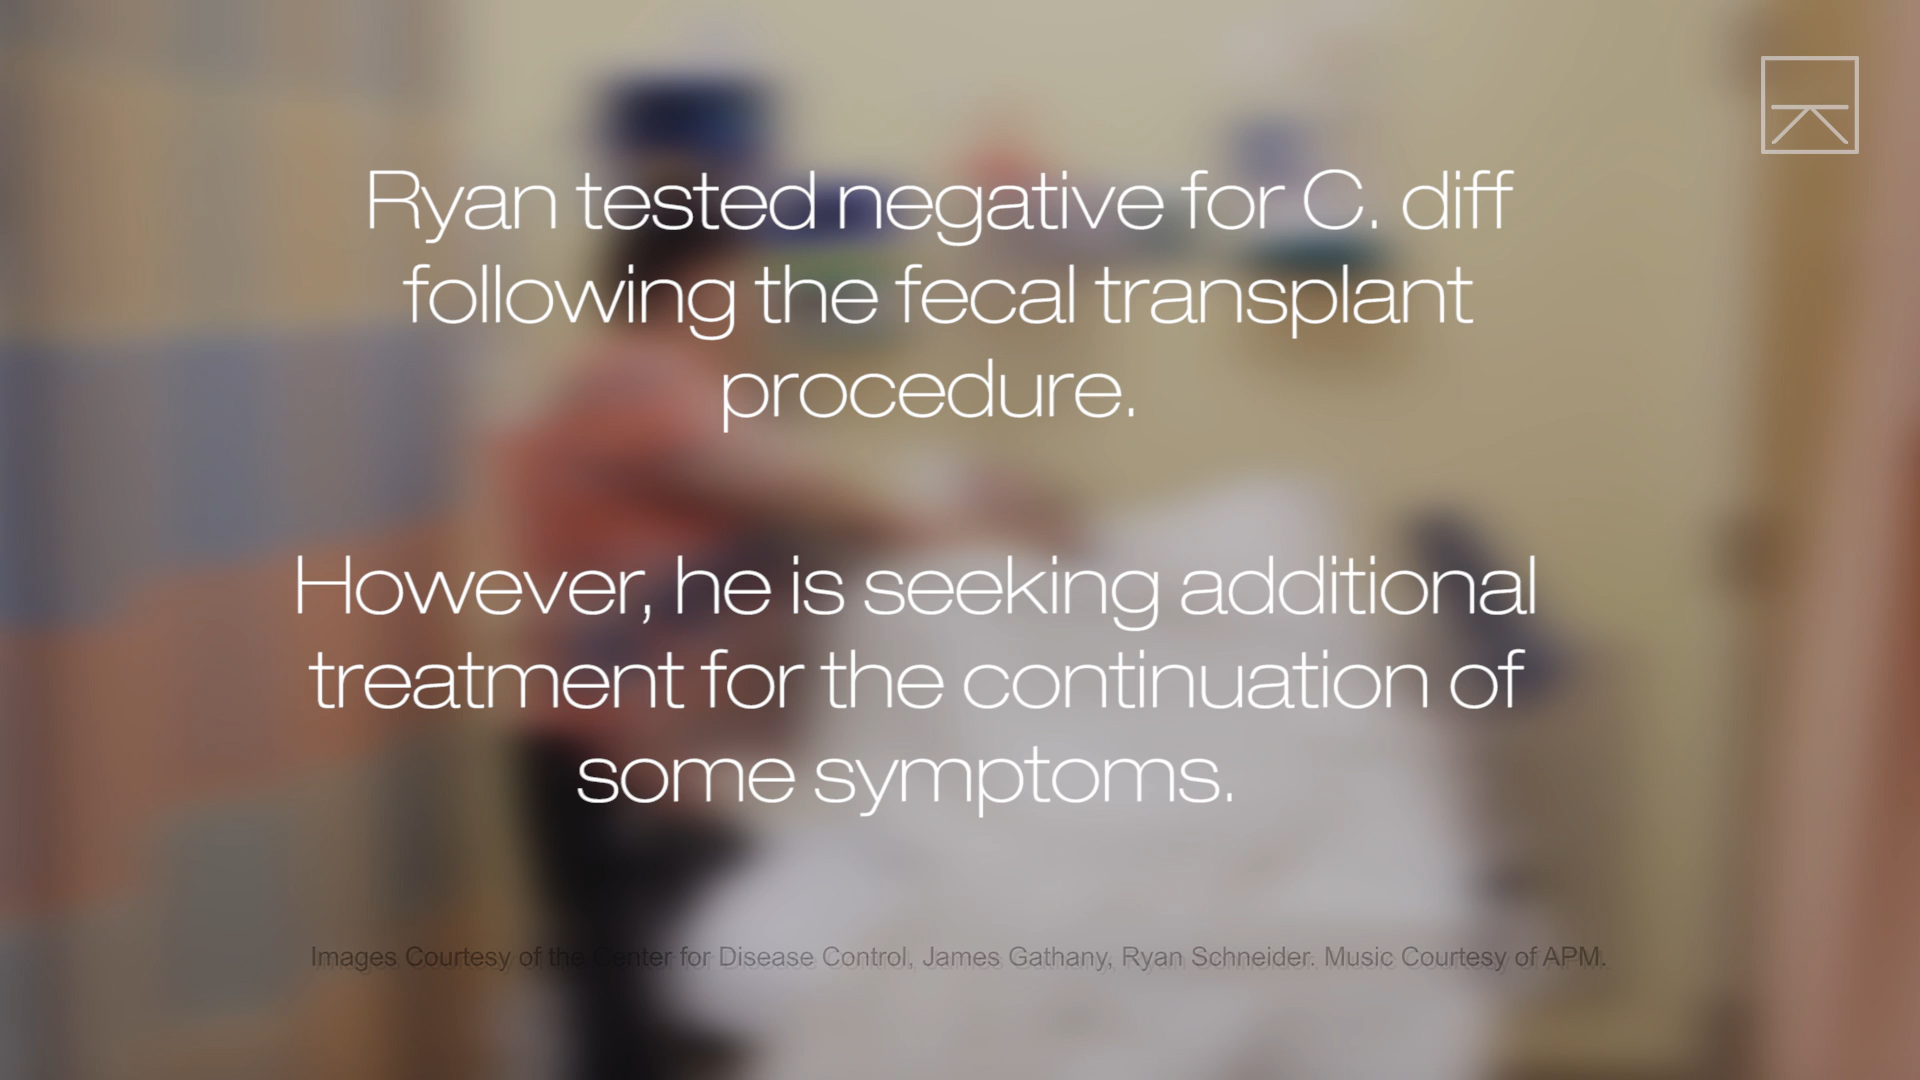 Ryan tested negative for C. diff
following the fecal transplant
procedure.
However, he is seeking additional
treatment for the continuation of
some symptoms.
Images Courtesy of the Center for Disease Control, James Gathany, Ryan Schneider. Music Courtesy of APM.